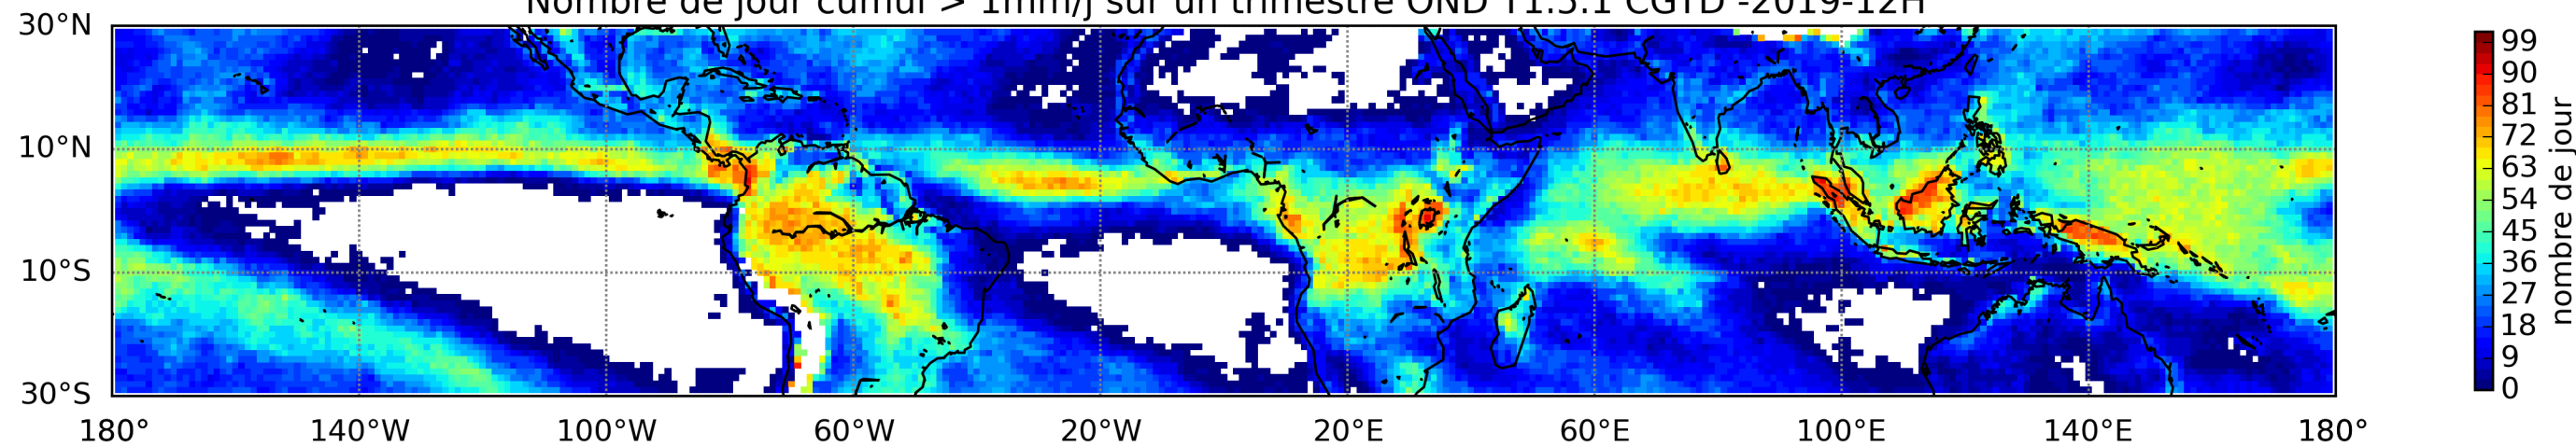 Nombre de jour cumul > 1mm/j sur un trimestre OND T1.5.1 CGTD -2019-12H
30°N
10°N
10°S
30°S
180°
140°W
100°W
60°W
20°W
20°E
60°E
100°E
140°E
180°
99
90
81
72
63
54
45
36
27
18
9
0
nombre de jour